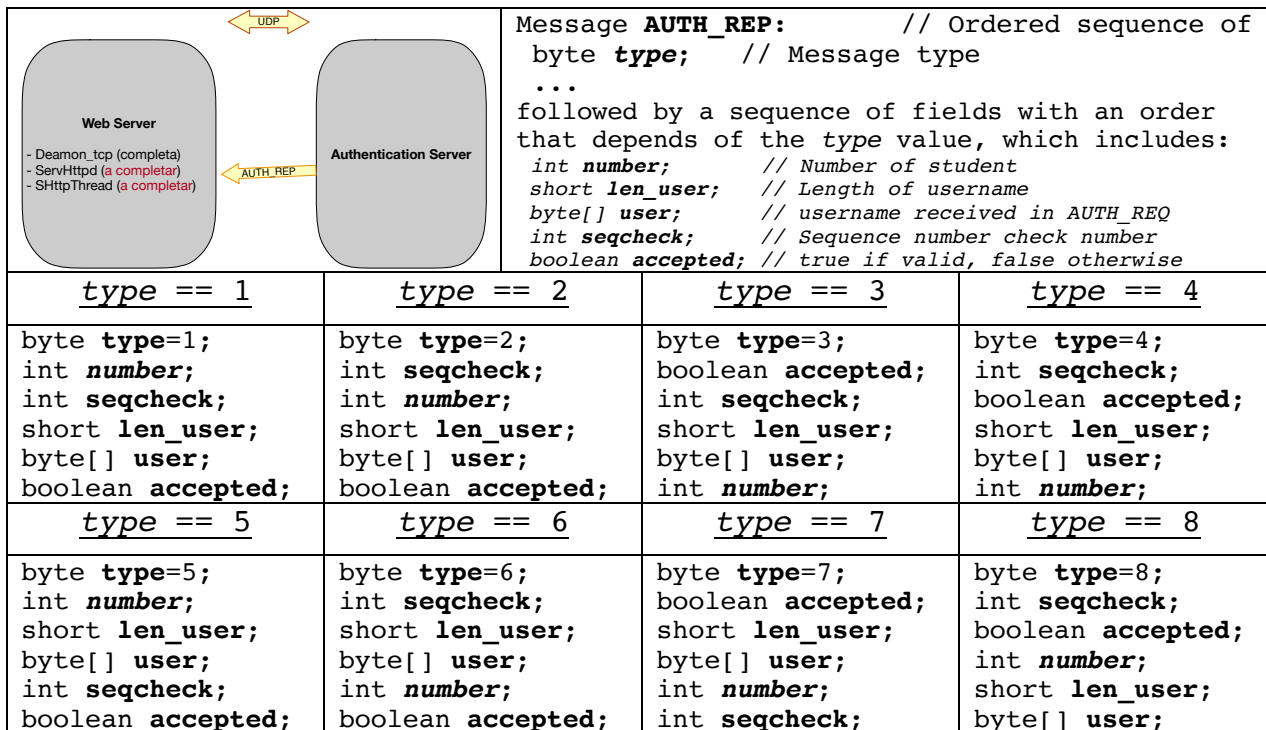 UDP
Web Server
- Deamon_tcp (completa)
- ServHttpd (a completar)
- SHttpThread (a completar)
AUTH_REP
Authentication Server
Message AUTH_REP: // Ordered sequence of
byte type; // Message type
...
followed by a sequence of fields with an order
that depends of the type value, which includes:
int number; // Number of student
short len_user; // Length of username
byte[] user; // username received in AUTH_REQ
int seqcheck; // Sequence number check number
boolean accepted; // true if valid, false otherwise
type == 1
byte type=1;
int number;
int seqcheck;
short len_user;
byte[] user;
boolean accepted;
type == 2
byte type=2;
int seqcheck;
int number;
short len_user;
byte[] user;
boolean accepted;
type == 3
byte type=3;
boolean accepted;
int seqcheck;
short len_user;
byte[] user;
int number;
type == 4
byte type=4;
int seqcheck;
boolean accepted;
short len_user;
byte[] user;
int number;
type == 5
byte type=5;
int number;
short len_user;
byte[] user;
int seqcheck;
boolean accepted;
type == 6
byte type=6;
int seqcheck;
short len_user;
byte[] user;
int number;
boolean accepted;
type == 7
byte type=7;
boolean accepted;
short len_user;
byte[] user;
int number;
int seqcheck;
type == 8
byte type=8;
int seqcheck;
boolean accepted;
int number;
short len_user;
byte[] user;